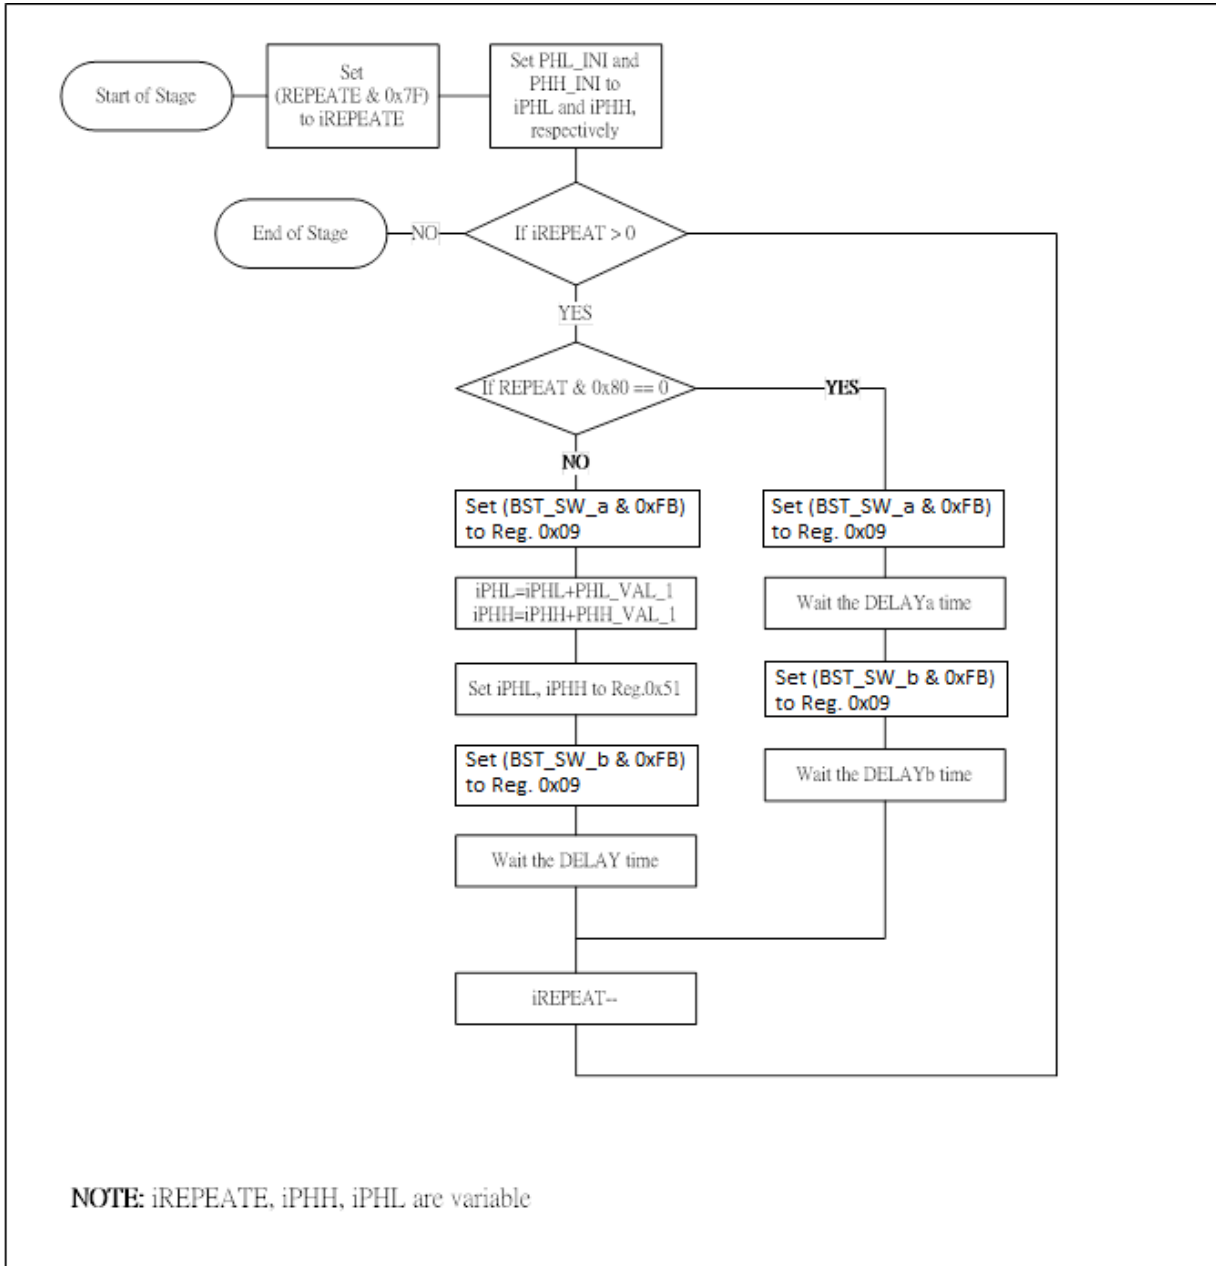 Start of Stage
Set
(REPEATE & 0x7F)
to iREPEATE
Set PHL_INI and
PHH_INI to
iPHL and iPHH,
respectively
End of Stage
NO
If iREPEAT > 0
YES
If REPEAT & 0x80 == 0
YES
NO
Set (BST_SW_a & 0xFB)
to Reg. 0x09
iPHL=iPHL+PHL_VAL_1
iPHH=iPHH+PHH_VAL_1
Set iPHL, iPHH to Reg.0x51
Set (BST_SW_b & 0xFB)
to Reg. 0x09
Wait the DELAY time
Set (BST_SW_a & 0xFB)
to Reg. 0x09
Wait the DELAYa time
Set (BST_SW_b & 0xFB)
to Reg. 0x09
Wait the DELAYb time
iREPEAT--
NOTE: iREPEATE, iPHH, iPHL are variable